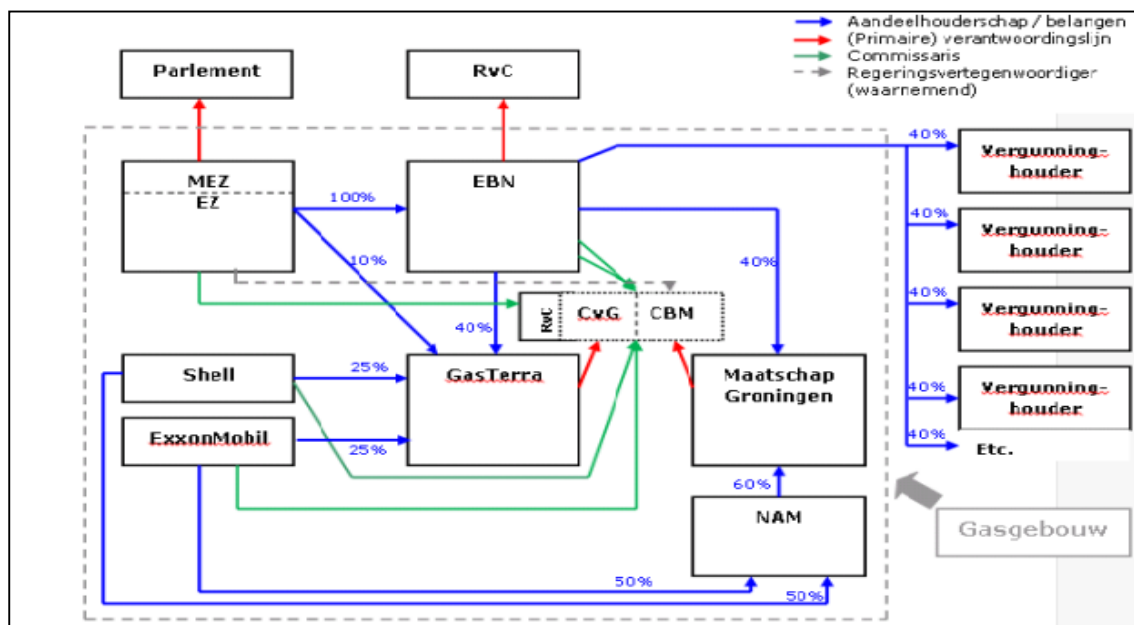 Aandeelhouderschap / belangen
(Primaire) verantwoordingslijn
Commissaris
Regeringsvertegenwoordiger
(waarnemend)
Parlement
RvC
MEZ
EZ
EBN
100%
10%
40%
40%
RvC
CvG
CBM
Shell
25%
GasTerra
Maatschap
Groningen
ExxonMobil
25%
60%
NAM
50%
50%
40%
Vergunning-
houder
40%
Vergunning-
houder
40%
Vergunning-
houder
40%
Vergunning-
houder
40%
Etc.
Gasgebouw